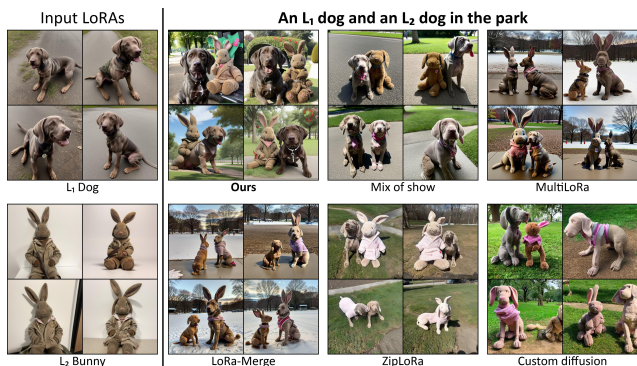 Input LoRAs
An L₁ dog and an L₂ dog in the park
L₁ Dog
Ours
Mix of show
MultiLoRa
L₂ Bunny
LoRa-Merge
ZipLoRa
Custom diffusion